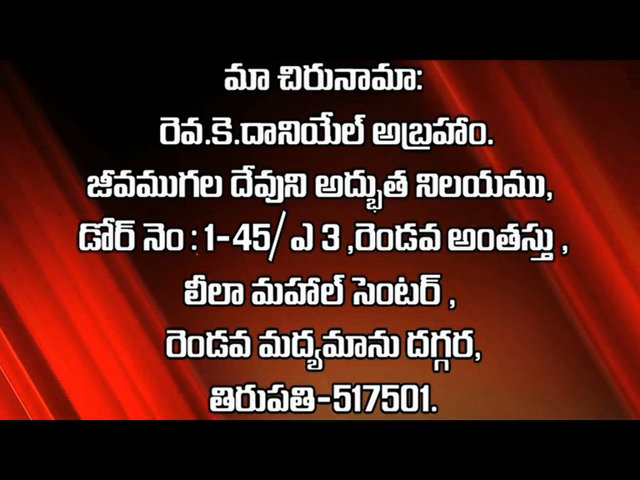 మా చిరునామా:
రెవ.కె.దానియేల్ అబ్రహాం.
జీవముగల దేవుని అద్భుత నిలయము,
డోర్ నెం : 1-45/ ఎ 3 ,రెండవ అంతస్తు ,
లీలా మహల్ సెంటర్ ,
రెండవ మద్యమాను దగ్గర,
తిరుపతి-517501.